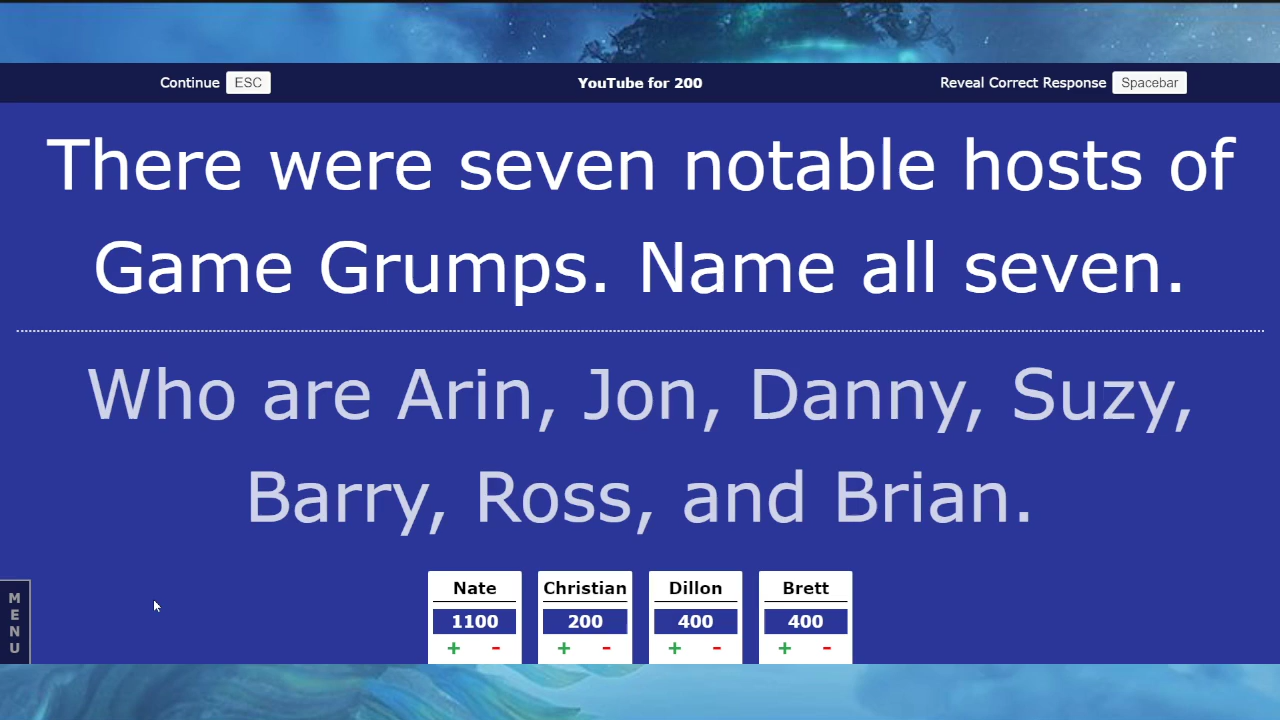 Continue ESC YouTube for 200 Reveal Correct Response Spacebar
There were seven notable hosts of
Game Grumps. Name all seven.
Who are Arin, Jon, Danny, Suzy,
Barry, Ross, and Brian.
MENU
Nate Christian Dillon Brett
1100 200 400 400
+ - + - + - + -